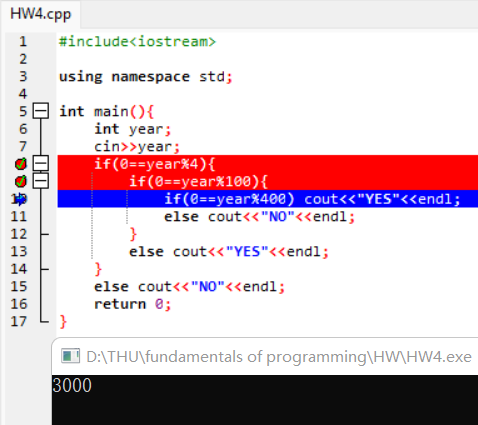 HW4.cpp
1 #include<iostream>
2
3 using namespace std;
4
5 int main(){
6 int year;
7 cin>>year;
if(0==year%4){
if(0==year%100){
if(0==year%400) cout<<"YES"<<endl;
11 else cout<<"NO"<<endl;
12 }
13 else cout<<"YES"<<endl;
14 }
15 else cout<<"NO"<<endl;
16 return 0;
17 }
D:\THU\fundamentals of programming\HW\HW4.exe
3000